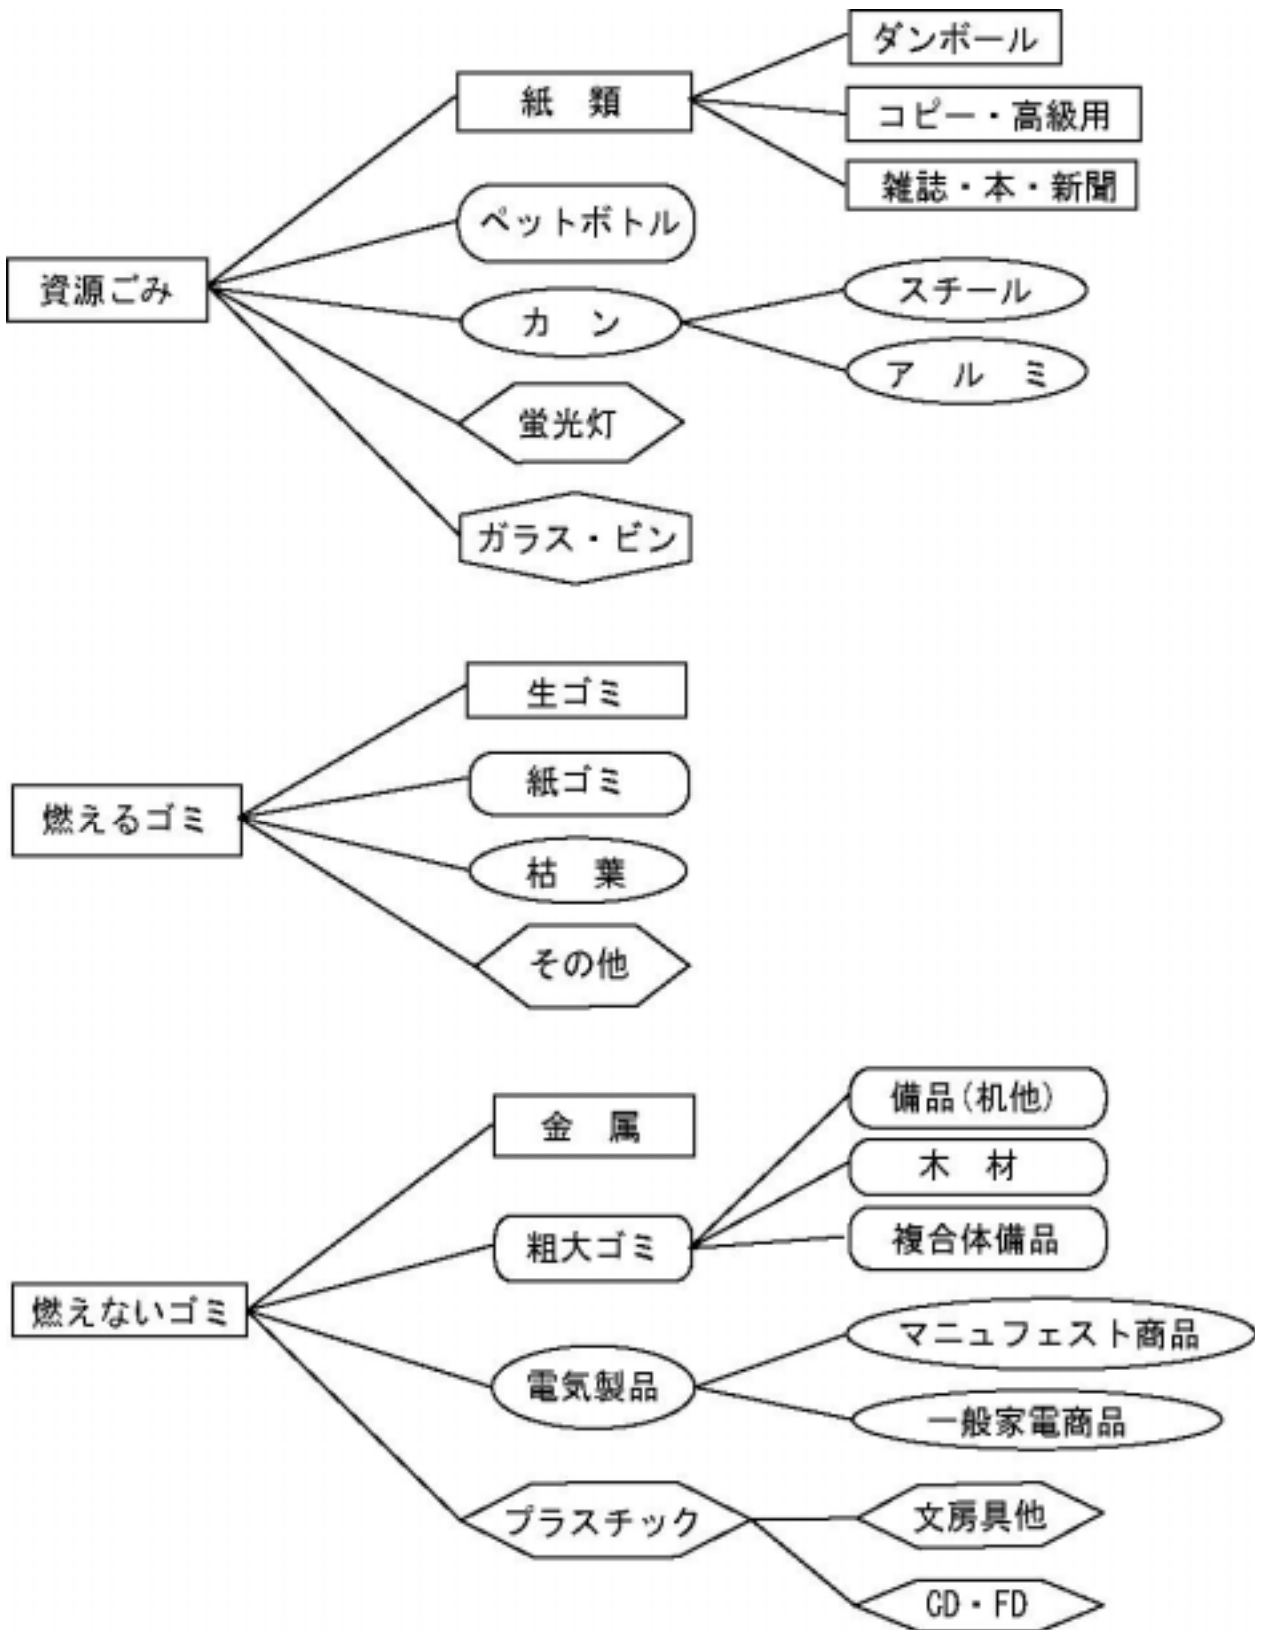 資源ごみ
紙　類
ダンボール
コピー・高級用
雑誌・本・新聞
ペットボトル
カ　ン
スチール
ア　ル　ミ
蛍光灯
ガラス・ビン
燃えるゴミ
生ゴミ
紙ゴミ
枯　葉
その他
燃えないゴミ
金　属
粗大ゴミ
備品(机他)
木　材
複合体備品
電気製品
マニュフェスト商品
一般家電商品
プラスチック
文房具他
CD・FD